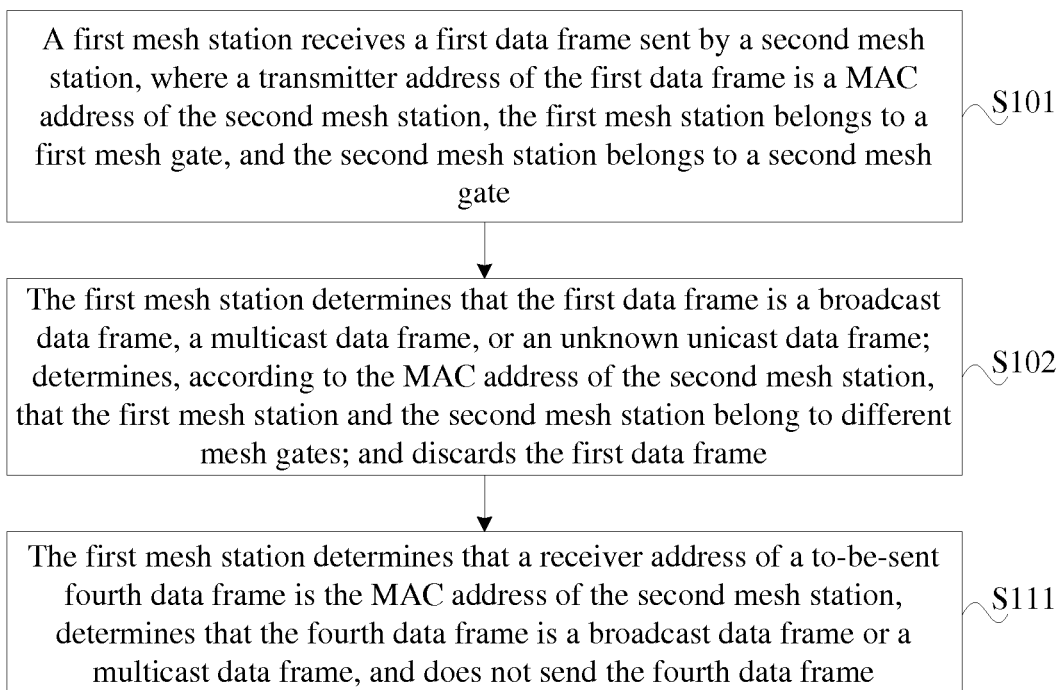 A first mesh station receives a first data frame sent by a second mesh
station, where a transmitter address of the first data frame is a MAC
address of the second mesh station, the first mesh station belongs to a
first mesh gate, and the second mesh station belongs to a second mesh
gate
S101
The first mesh station determines that the first data frame is a broadcast
data frame, a multicast data frame, or an unknown unicast data frame;
determines, according to the MAC address of the second mesh station,
that the first mesh station and the second mesh station belong to different
mesh gates; and discards the first data frame
S102
The first mesh station determines that a receiver address of a to-be-sent
fourth data frame is the MAC address of the second mesh station,
determines that the fourth data frame is a broadcast data frame or a
multicast data frame, and does not send the fourth data frame
S111